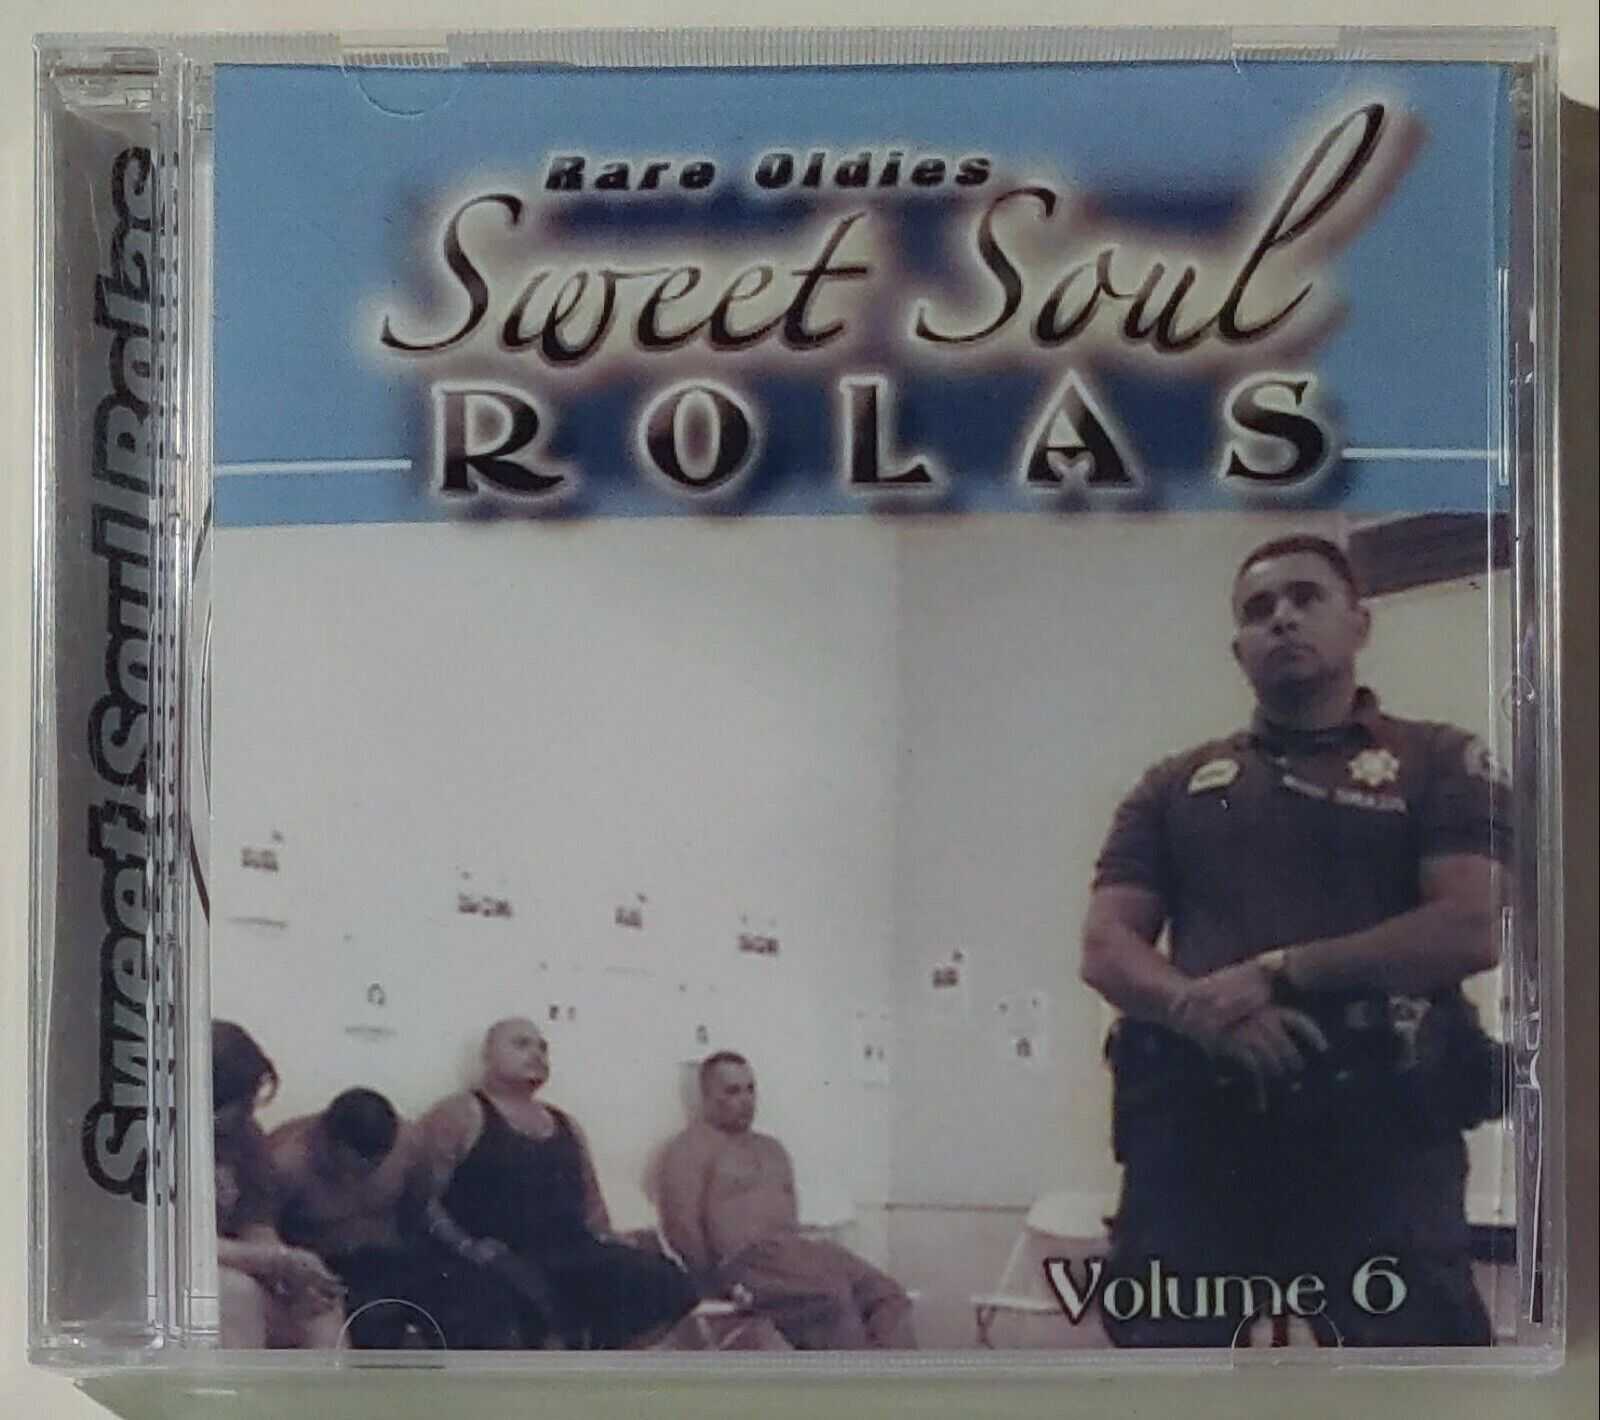 Rare Oldies
Sweet Soul
ROLAS
Volume 6
Sweet Soul Rolas